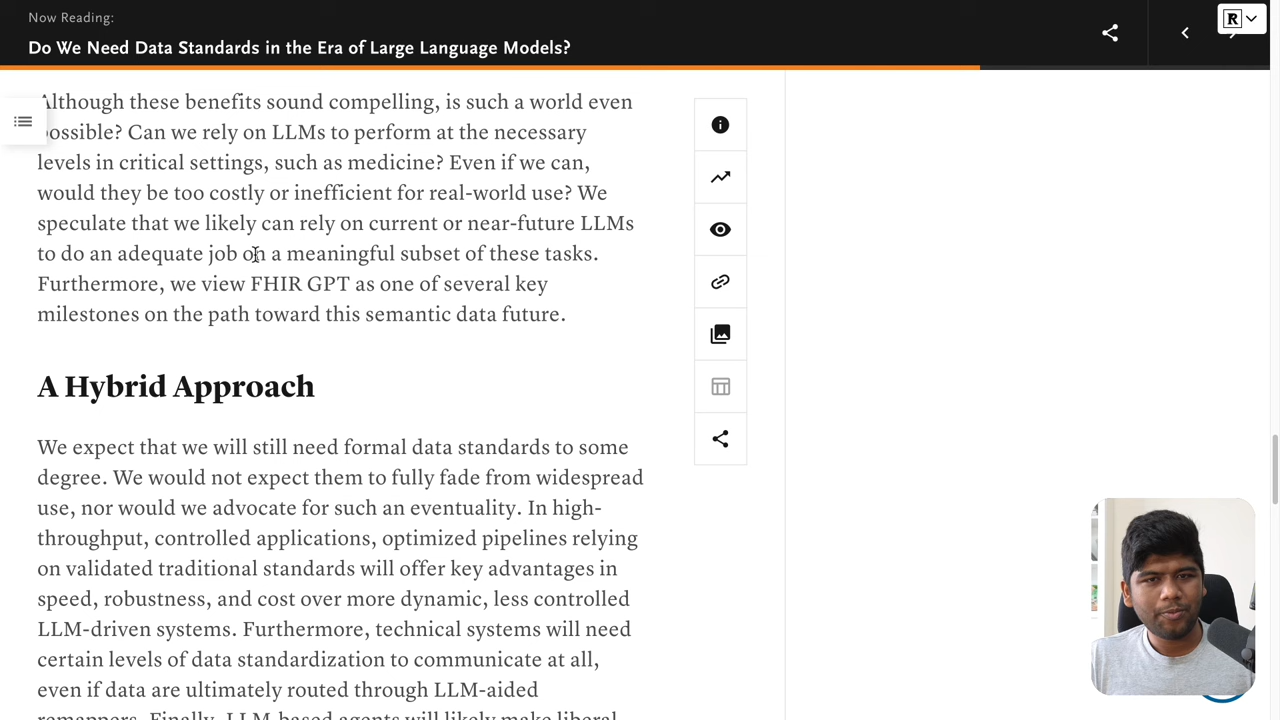 Now Reading:
Do We Need Data Standards in the Era of Large Language Models?
R
Although these benefits sound compelling, is such a world even
possible? Can we rely on LLMs to perform at the necessary
levels in critical settings, such as medicine? Even if we can,
would they be too costly or inefficient for real-world use? We
speculate that we likely can rely on current or near-future LLMs
to do an adequate job on a meaningful subset of these tasks.
Furthermore, we view FHIR GPT as one of several key
milestones on the path toward this semantic data future.
A Hybrid Approach
We expect that we will still need formal data standards to some
degree. We would not expect them to fully fade from widespread
use, nor would we advocate for such an eventuality. In high-
throughput, controlled applications, optimized pipelines relying
on validated traditional standards will offer key advantages in
speed, robustness, and cost over more dynamic, less controlled
LLM-driven systems. Furthermore, technical systems will need
certain levels of data standardization to communicate at all,
even if data are ultimately routed through LLM-aided
remappers. Finally, LLM-based agents will likely make liberal